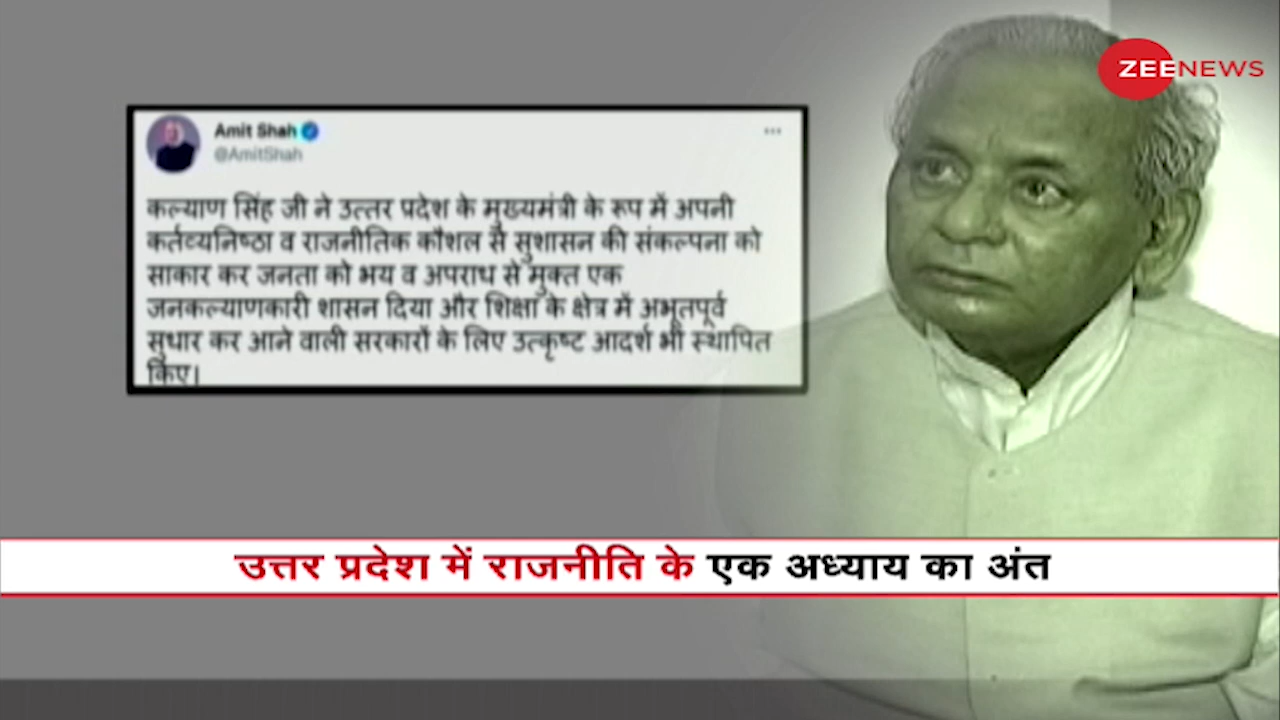 ZEENEWS
Amit Shah
@AmitShah
कल्याण सिंह जी ने उत्तर प्रदेश के मुख्यमंत्री के रूप में अपनी
कर्तव्यनिष्ठा व राजनीतिक कौशल से सुशासन की संकल्पना को
साकार कर जनता को भय व अपराध से मुक्त एक
जनकल्याणकारी शासन दिया और शिक्षा के क्षेत्र में अभूतपूर्व
सुधार कर आने वाली सरकारों के लिए उत्कृष्ट आदर्श भी स्थापित
किए।
उत्तर प्रदेश में राजनीति के एक अध्याय का अंत